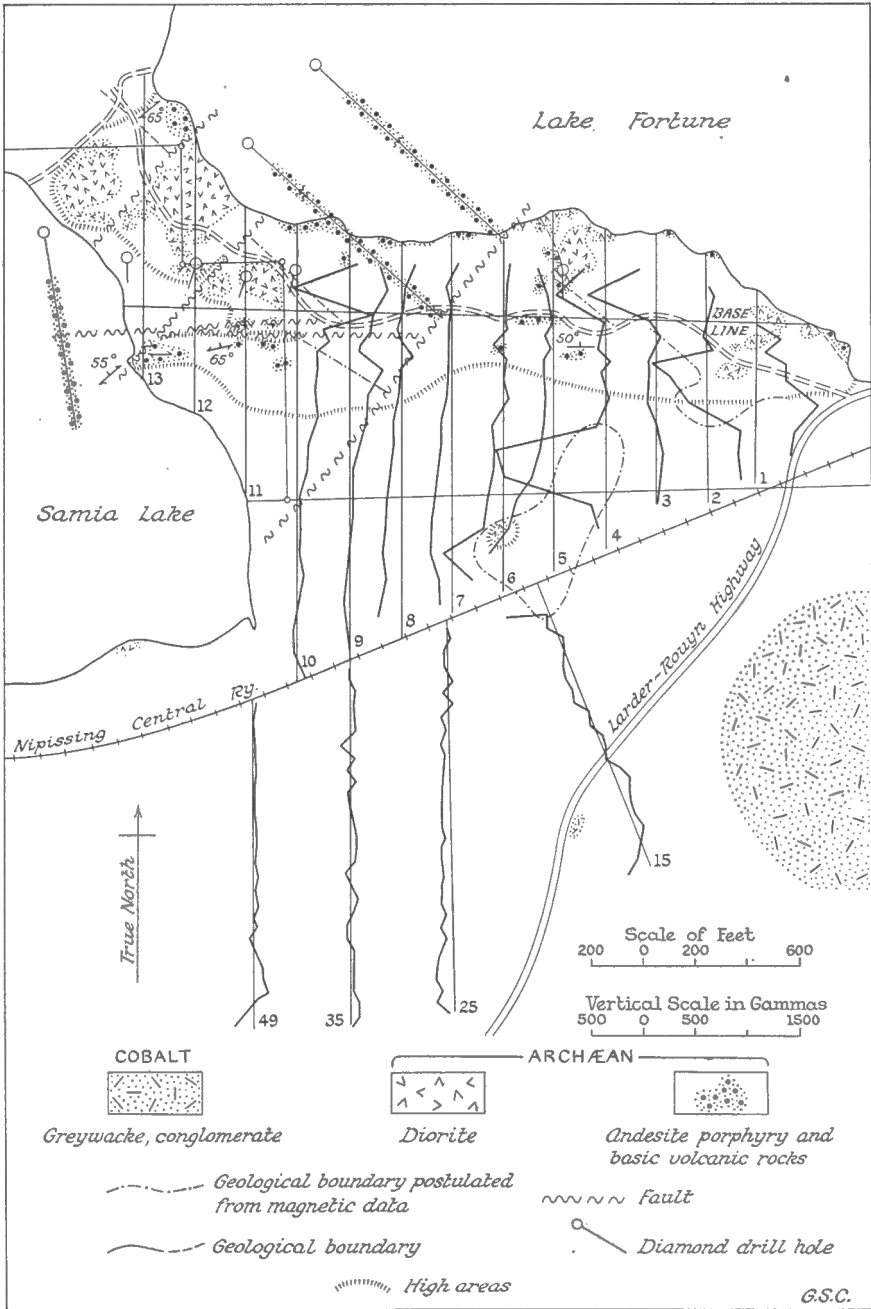 Lake Fortune
65°
BASE
LINE
50°
55°
65°
13
12
11
10
9
8
7
6
5
4
3
2
1
Samia Lake
Nipissing Central Ry.
Larder-Rouyn Highway
True North
15
25
35
49
Scale of Feet
200 0 200 600
Vertical Scale in Gammas
500 0 500 1500
COBALT
ARCHÆAN
Greywacke, conglomerate
Diorite
Andesite porphyry and
basic volcanic rocks
Geological boundary postulated
from magnetic data
Fault
Geological boundary
Diamond drill hole
High areas
G.S.C.